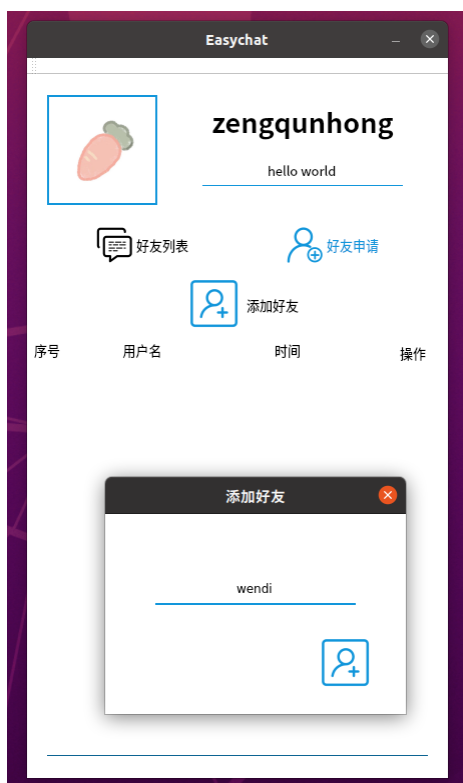 Easychat
zengqunhong
hello world
好友列表
好友申请
添加好友
序号 用户名 时间 操作
添加好友
wendi